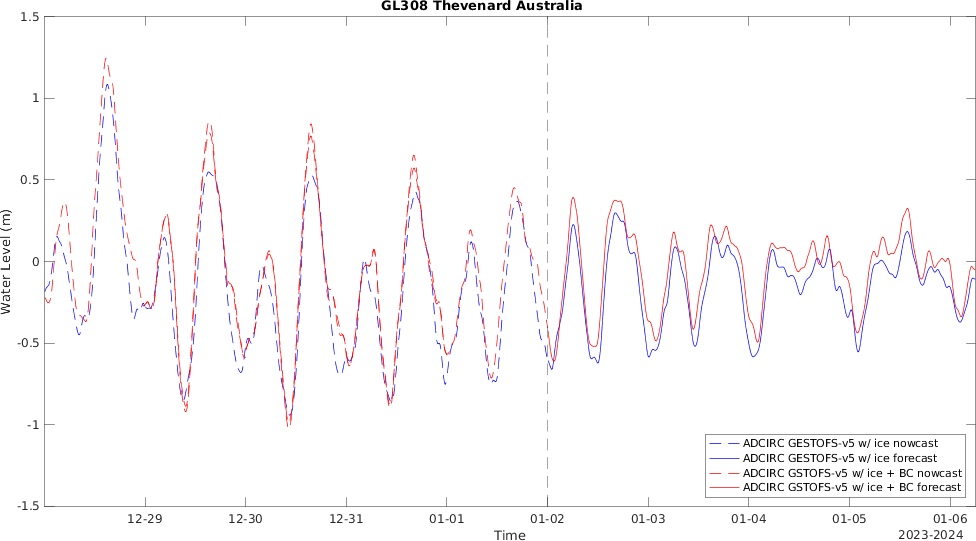 GL308 Thevenard Australia
1.5
1
0.5
0
-0.5
-1
-1.5
Water Level (m)
12-29
12-30
12-31
01-01
01-02
01-03
01-04
01-05
01-06
Time
2023-2024
ADCIRC GESTOFS-v5 w/ ice nowcast
ADCIRC GESTOFS-v5 w/ ice forecast
ADCIRC GSTOFS-v5 w/ ice + BC nowcast
ADCIRC GSTOFS-v5 w/ ice + BC forecast